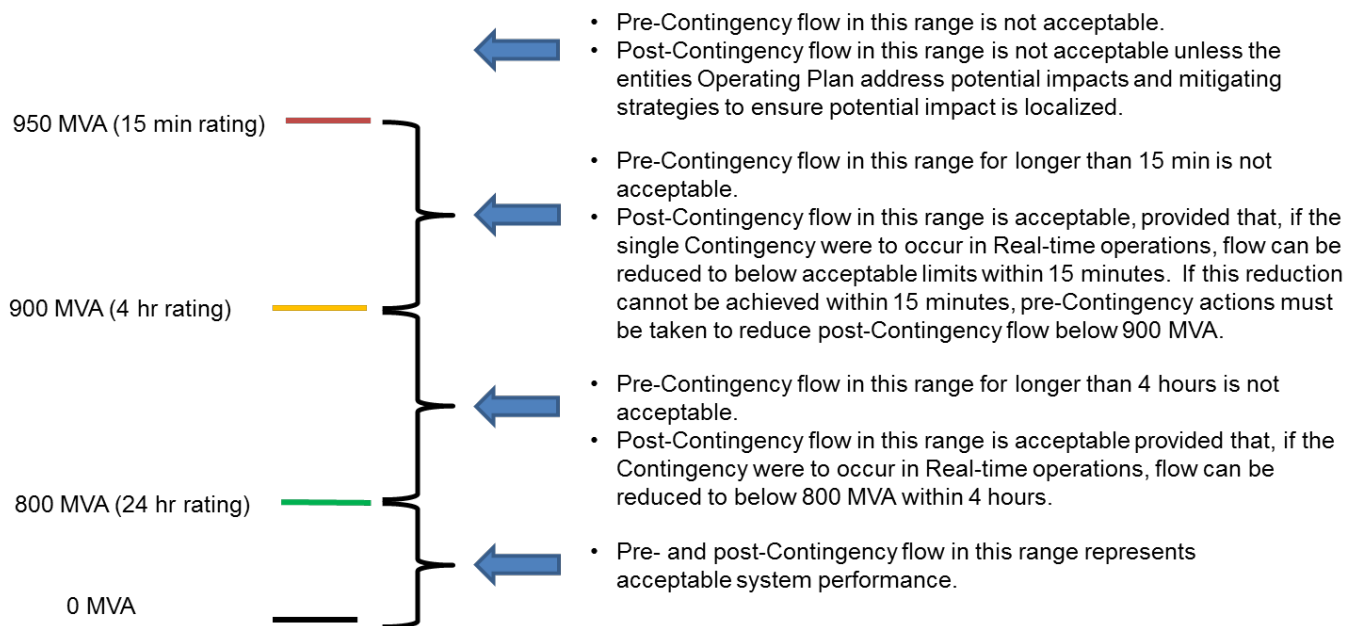 • Pre-Contingency flow in this range is not acceptable.
• Post-Contingency flow in this range is not acceptable unless the
entities Operating Plan address potential impacts and mitigating
strategies to ensure potential impact is localized.
950 MVA (15 min rating)
• Pre-Contingency flow in this range for longer than 15 min is not
acceptable.
• Post-Contingency flow in this range is acceptable, provided that, if the
single Contingency were to occur in Real-time operations, flow can be
reduced to below acceptable limits within 15 minutes.  If this reduction
cannot be achieved within 15 minutes, pre-Contingency actions must
be taken to reduce post-Contingency flow below 900 MVA.
900 MVA (4 hr rating)
• Pre-Contingency flow in this range for longer than 4 hours is not
acceptable.
• Post-Contingency flow in this range is acceptable provided that, if the
Contingency were to occur in Real-time operations, flow can be
reduced to below 800 MVA within 4 hours.
800 MVA (24 hr rating)
• Pre- and post-Contingency flow in this range represents
acceptable system performance.
0 MVA